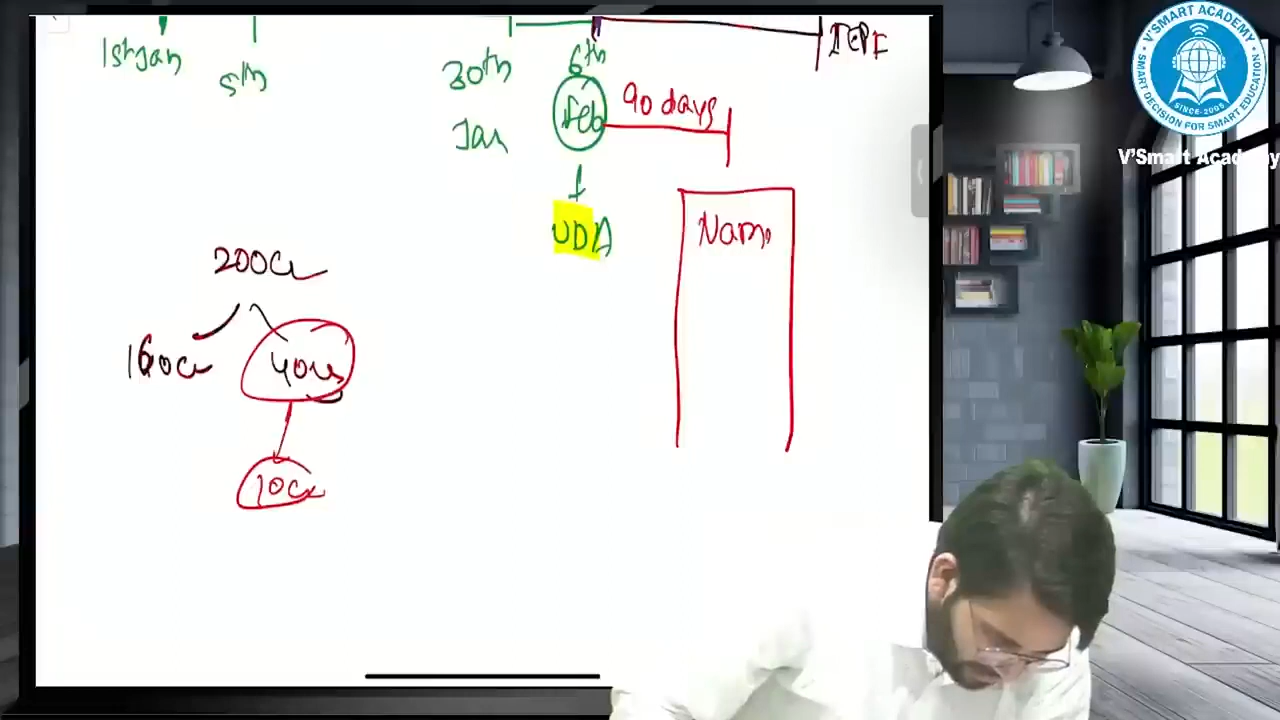 1st Jan
5th
30th
Jan
6th
Feb
90 days
IEPF
UDA
Name
200Cr
160Cr
40Cr
10Cr
V'SMART ACADEMY
SINCE-2005
SMART DECISION FOR SMART EDUCATION
V'Smart Academy